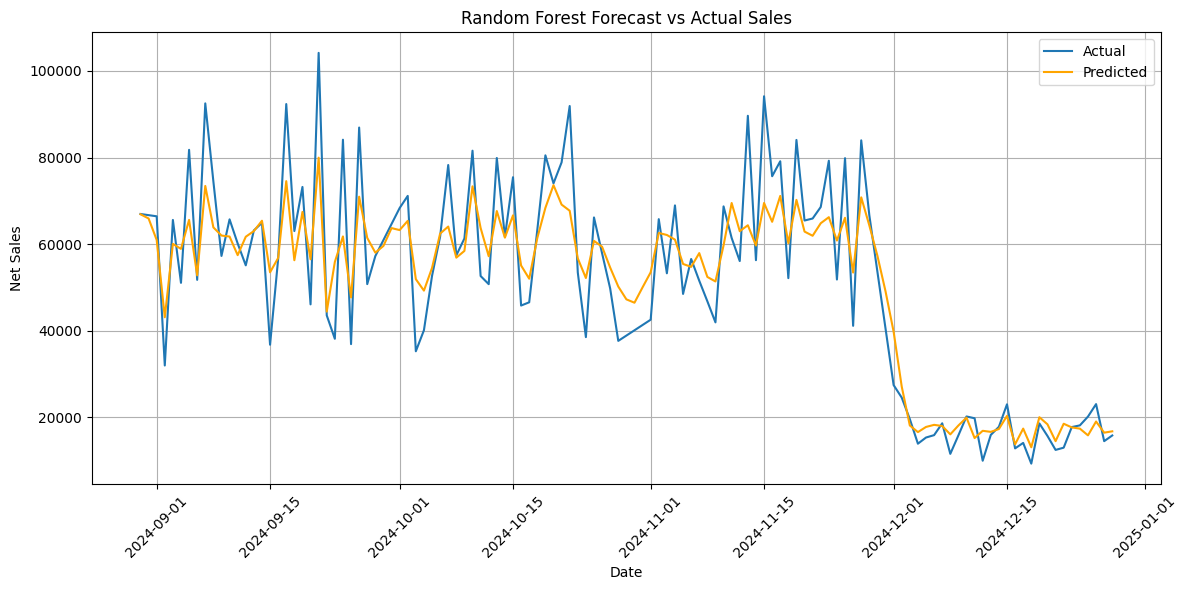 Random Forest Forecast vs Actual Sales
Actual
Predicted
100000
80000
60000
40000
20000
Net Sales
2024-09-01
2024-09-15
2024-10-01
2024-10-15
2024-11-01
2024-11-15
2024-12-01
2024-12-15
2025-01-01
Date